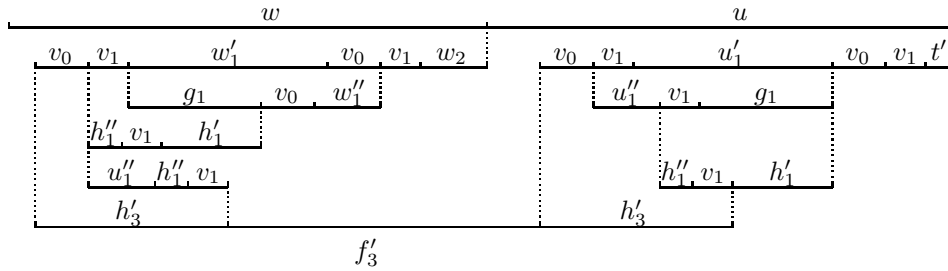 w u
v₀ v₁ w′₁ v₀ v₁ w₂ v₀ v₁ u′₁ v₀ v₁ t′
g₁ v₀ w″₁ u″₁ v₁ g₁
h″₁ v₁ h′₁
u″₁ h″₁ v₁ h″₁ v₁ h′₁
h′₃ h′₃
f′₃